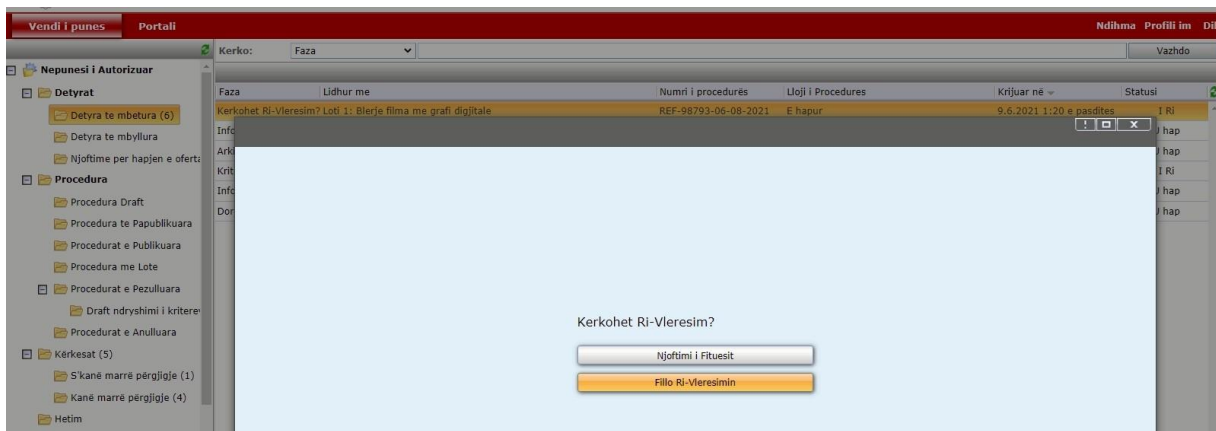 Vendi i punes Portali Ndihma Profili im
Kerko: Faza Vazhdo
Nepunesi i Autorizuar
Detyrat
Detyra te mbetura (6)
Detyra te mbyllura
Njoftime per hapjen e oferta
Procedura
Procedura Draft
Procedura te Papublikuara
Procedurat e Publikuara
Procedura me Lote
Procedurat e Pezulluara
Draft ndryshimi i kritere
Procedurat e Anulluara
Kërkesat (5)
S'kanë marrë përgjigje (1)
Kanë marrë përgjigje (4)
Hetim
Faza Lidhur me Numri i procedurës Lloji i Procedures Krijuar në Statusi
Kerkohet Ri-Vleresim? Loti 1: Blerje filma me grafi digjitale REF-98793-06-08-2021 E hapur 9.6.2021 1:20 e pasdites I Ri
hap
hap
I Ri
hap
hap
Kerkohet Ri-Vleresim?
Njoftimi i Fituesit
Fillo Ri-Vleresimin